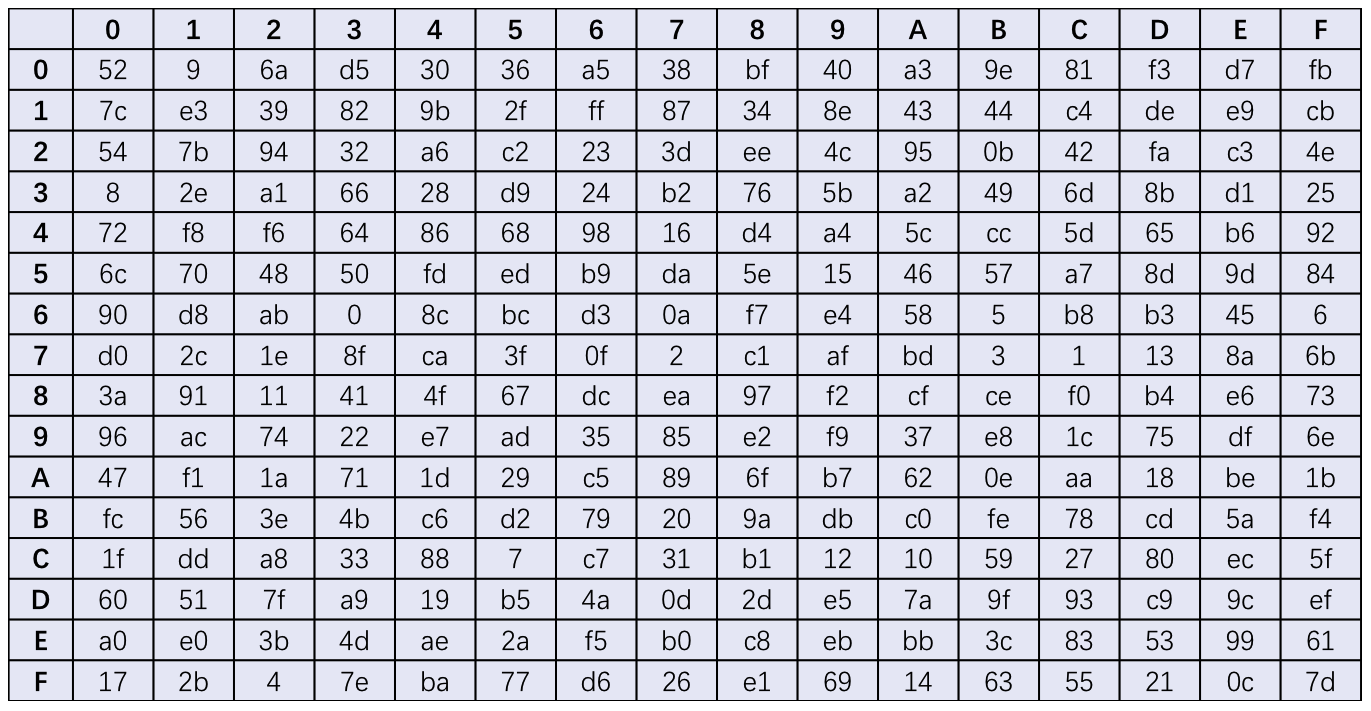 0 1 2 3 4 5 6 7 8 9 A B C D E F
0 52 9 6a d5 30 36 a5 38 bf 40 a3 9e 81 f3 d7 fb
1 7c e3 39 82 9b 2f ff 87 34 8e 43 44 c4 de e9 cb
2 54 7b 94 32 a6 c2 23 3d ee 4c 95 0b 42 fa c3 4e
3 8 2e a1 66 28 d9 24 b2 76 5b a2 49 6d 8b d1 25
4 72 f8 f6 64 86 68 98 16 d4 a4 5c cc 5d 65 b6 92
5 6c 70 48 50 fd ed b9 da 5e 15 46 57 a7 8d 9d 84
6 90 d8 ab 0 8c bc d3 0a f7 e4 58 5 b8 b3 45 6
7 d0 2c 1e 8f ca 3f 0f 2 c1 af bd 3 1 13 8a 6b
8 3a 91 11 41 4f 67 dc ea 97 f2 cf ce f0 b4 e6 73
9 96 ac 74 22 e7 ad 35 85 e2 f9 37 e8 1c 75 df 6e
A 47 f1 1a 71 1d 29 c5 89 6f b7 62 0e aa 18 be 1b
B fc 56 3e 4b c6 d2 79 20 9a db c0 fe 78 cd 5a f4
C 1f dd a8 33 88 7 c7 31 b1 12 10 59 27 80 ec 5f
D 60 51 7f a9 19 b5 4a 0d 2d e5 7a 9f 93 c9 9c ef
E a0 e0 3b 4d ae 2a f5 b0 c8 eb bb 3c 83 53 99 61
F 17 2b 4 7e ba 77 d6 26 e1 69 14 63 55 21 0c 7d